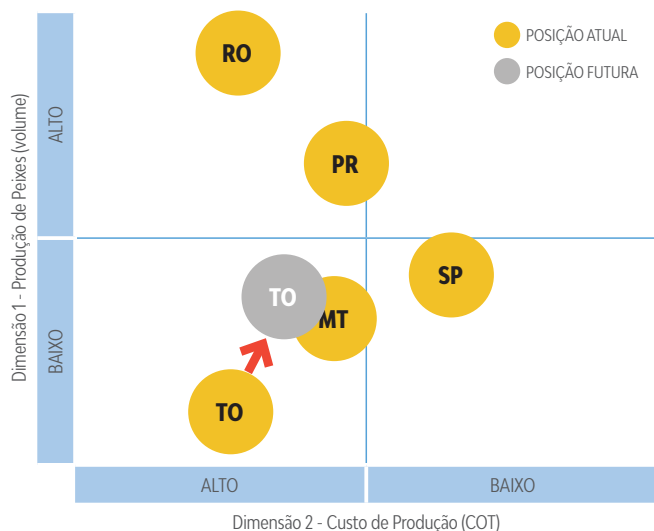 RO
POSIÇÃO ATUAL
POSIÇÃO FUTURA
PR
SP
TO
MT
TO
Dimensão 1 - Produção de Peixes (volume)
ALTO
BAIXO
ALTO
BAIXO
Dimensão 2 - Custo de Produção (COT)